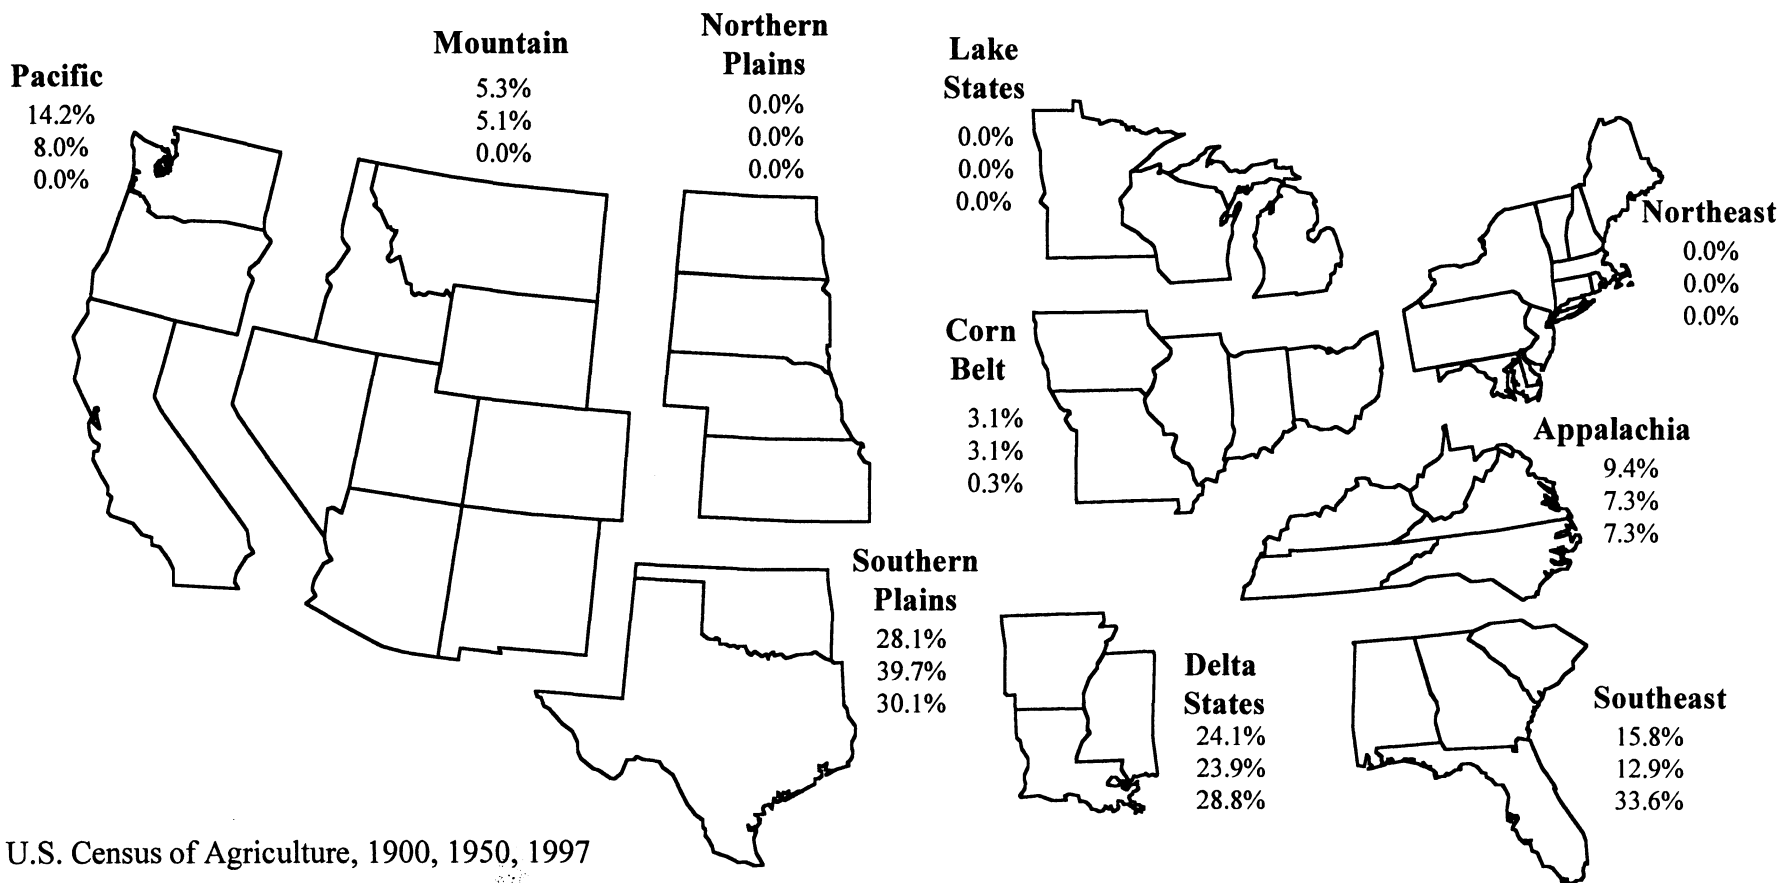 Pacific
14.2%
8.0%
0.0%
Mountain
5.3%
5.1%
0.0%
Northern
Plains
0.0%
0.0%
0.0%
Lake
States
0.0%
0.0%
0.0%
Northeast
0.0%
0.0%
0.0%
Corn
Belt
3.1%
3.1%
0.3%
Appalachia
9.4%
7.3%
7.3%
Southern
Plains
28.1%
39.7%
30.1%
Delta
States
24.1%
23.9%
28.8%
Southeast
15.8%
12.9%
33.6%
U.S. Census of Agriculture, 1900, 1950, 1997